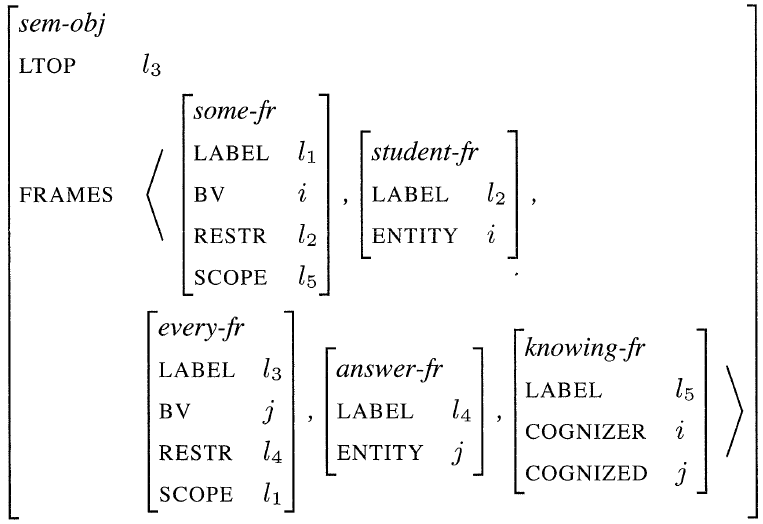 sem-obj
LTOP l₃
some-fr
LABEL l₁
BV i
RESTR l₂
SCOPE l₅
,
student-fr
LABEL l₂
ENTITY i
,
FRAMES ⟨
every-fr
LABEL l₃
BV j
RESTR l₄
SCOPE l₁
,
answer-fr
LABEL l₄
ENTITY j
,
knowing-fr
LABEL l₅
COGNIZER i
COGNIZED j
⟩